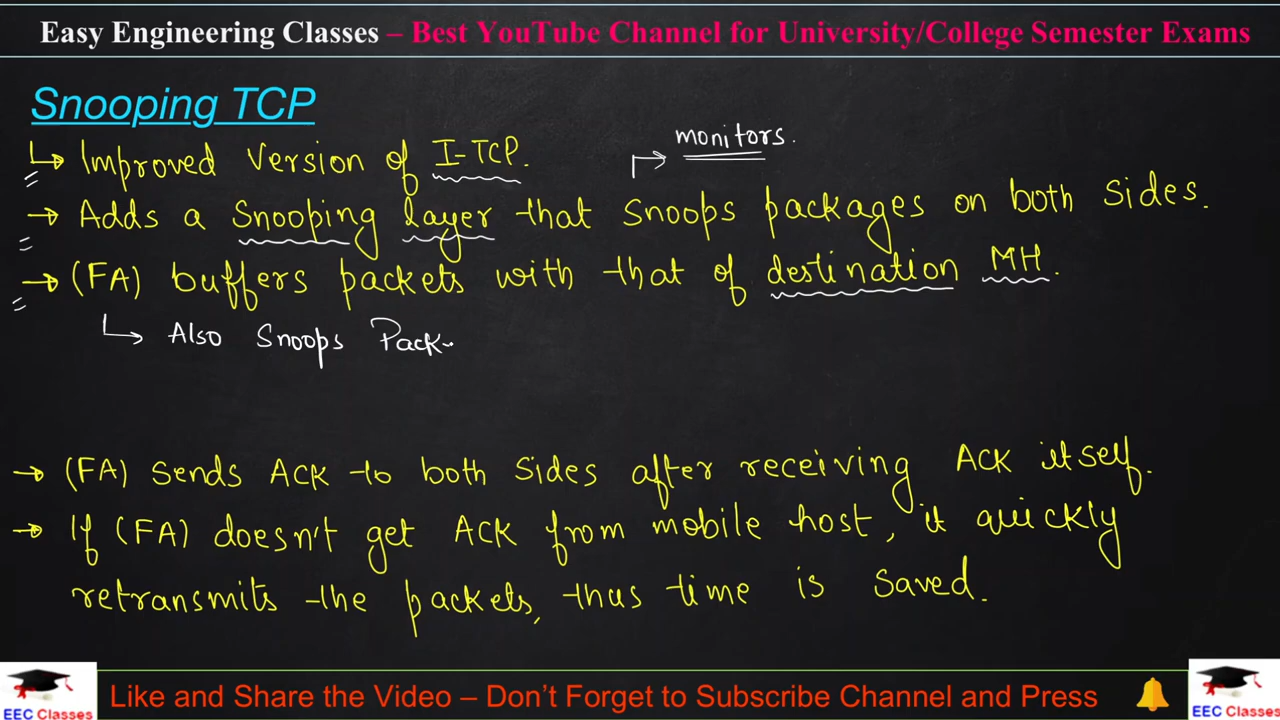 Easy Engineering Classes – Best YouTube Channel for University/College Semester Exams
Snooping TCP
Improved Version of I-TCP.
monitors.
→ Adds a Snooping layer that snoops packages on both sides.
→ (FA) buffers packets with that of destination MH.
Also Snoops Pack
→ (FA) sends ACK to both sides after receiving ACK itself.
→ If (FA) doesn't get ACK from mobile host, it quickly
retransmits the packets, thus time is saved.
EEC Classes
Like and Share the Video – Don't Forget to Subscribe Channel and Press
EEC Classes